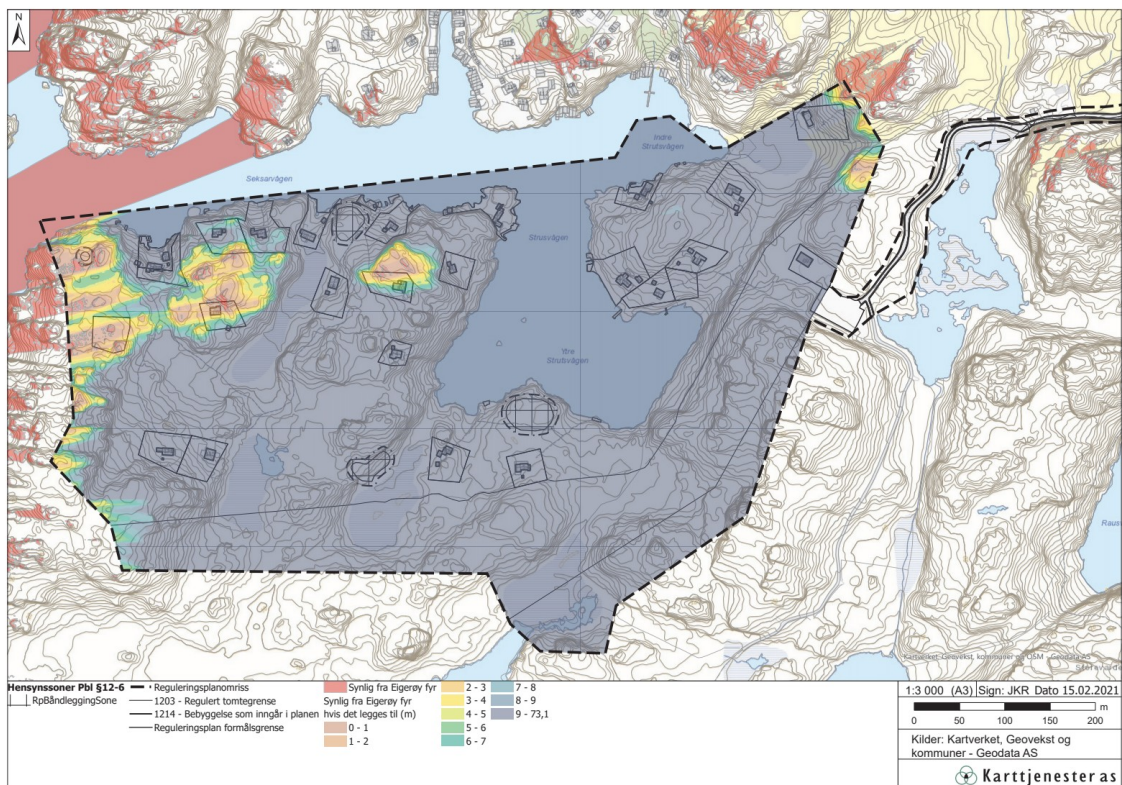 N
Indre
Strutsvågen
Seksarvågen
Strusvågen
Ytre
Strutsvågen
Raus
Kartverket, Geovekst, kommuner og OSM - Geodata AS
Hensynssoner Pbl §12-6
RpBåndleggingSone
Reguleringsplanomriss
1203 - Regulert tomtegrense
1214 - Bebyggelse som inngår i planen
Reguleringsplan formålsgrense
Synlig fra Eigerøy fyr
Synlig fra Eigerøy fyr
hvis det legges til (m)
0 - 1
1 - 2
2 - 3
3 - 4
4 - 5
5 - 6
6 - 7
7 - 8
8 - 9
9 - 73,1
1:3 000 (A3) Sign: JKR Dato 15.02.2021
0 50 100 150 200 m
Kilder: Kartverket, Geovekst og
kommuner - Geodata AS
Karttjenester as